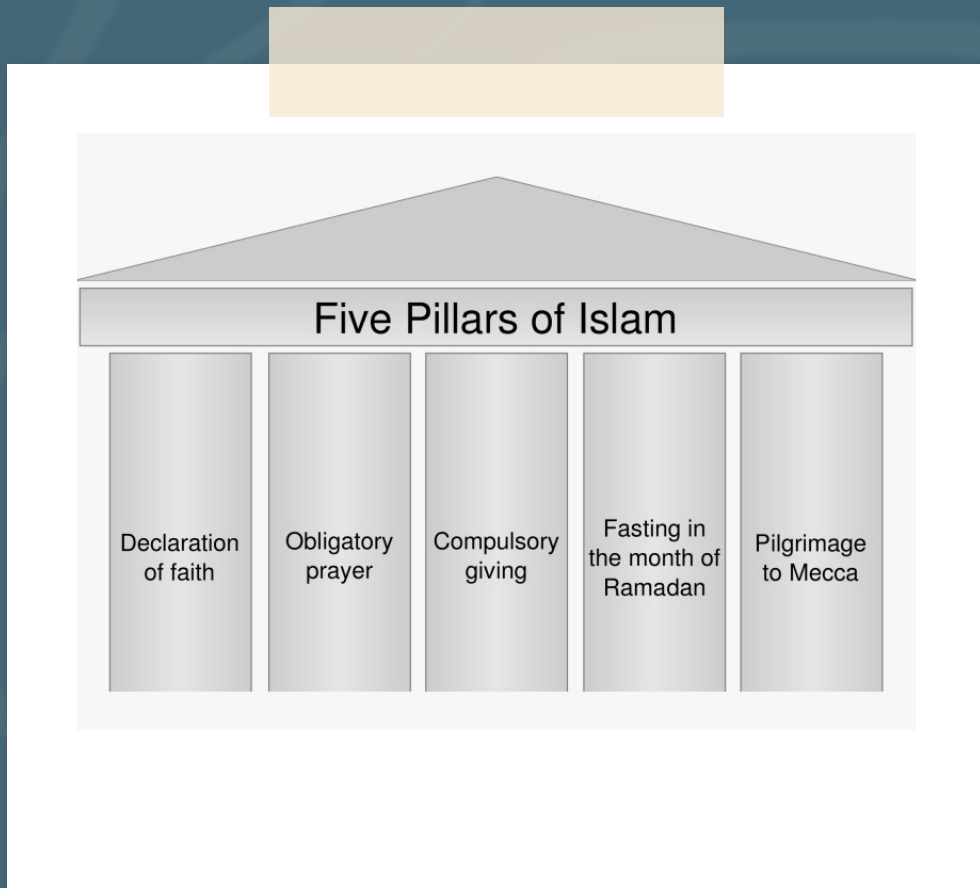 Five Pillars of Islam
Declaration
of faith
Obligatory
prayer
Compulsory
giving
Fasting in
the month of
Ramadan
Pilgrimage
to Mecca